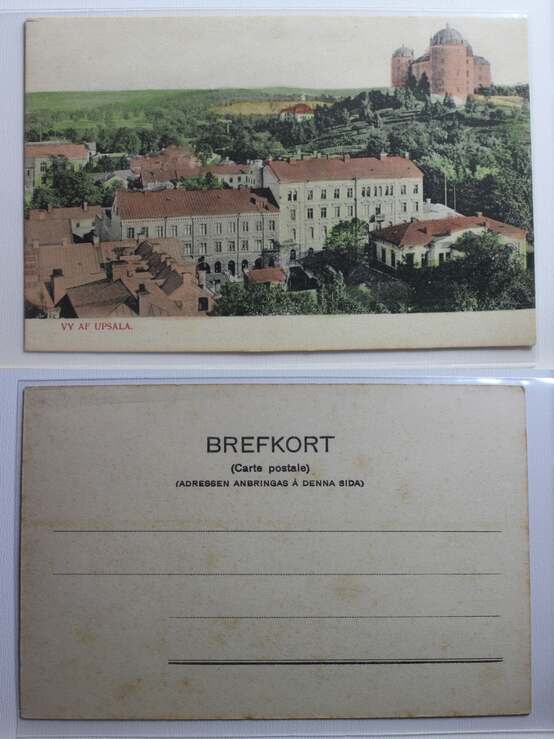 VY AF UPSALA.
BREFKORT
(Carte postale)
(ADRESSEN ANBRINGAS Å DENNA SIDA)